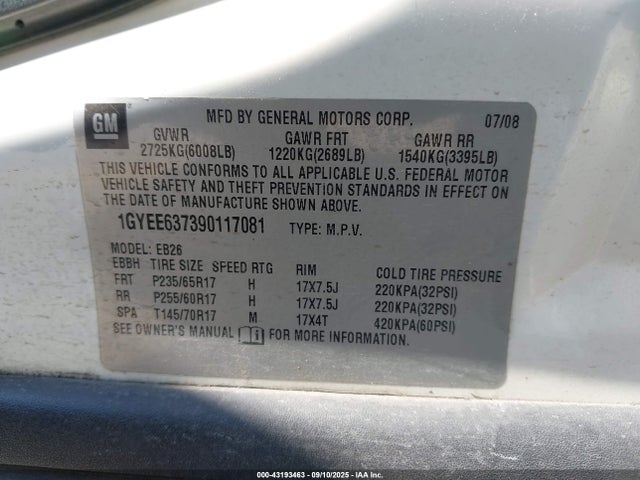 GM
MFD BY GENERAL MOTORS CORP. 07/08
GVWR GAWR FRT GAWR RR
2725KG(6008LB) 1220KG(2689LB) 1540KG(3395LB)
THIS VEHICLE CONFORMS TO ALL APPLICABLE U.S. FEDERAL MOTOR
VEHICLE SAFETY AND THEFT PREVENTION STANDARDS IN EFFECT ON
THE DATE OF MANUFACTURE SHOWN ABOVE.
1GYEE637390117081 TYPE: M.P.V.
MODEL: EB26
EBBH TIRE SIZE SPEED RTG RIM COLD TIRE PRESSURE
FRT P235/65R17 H 17X7.5J 220KPA(32PSI)
RR P255/60R17 H 17X7.5J 220KPA(32PSI)
SPA T145/70R17 M 17X4T 420KPA(60PSI)
SEE OWNER'S MANUAL FOR MORE INFORMATION.
000-43193463 - 09/10/2025 - IAA Inc.